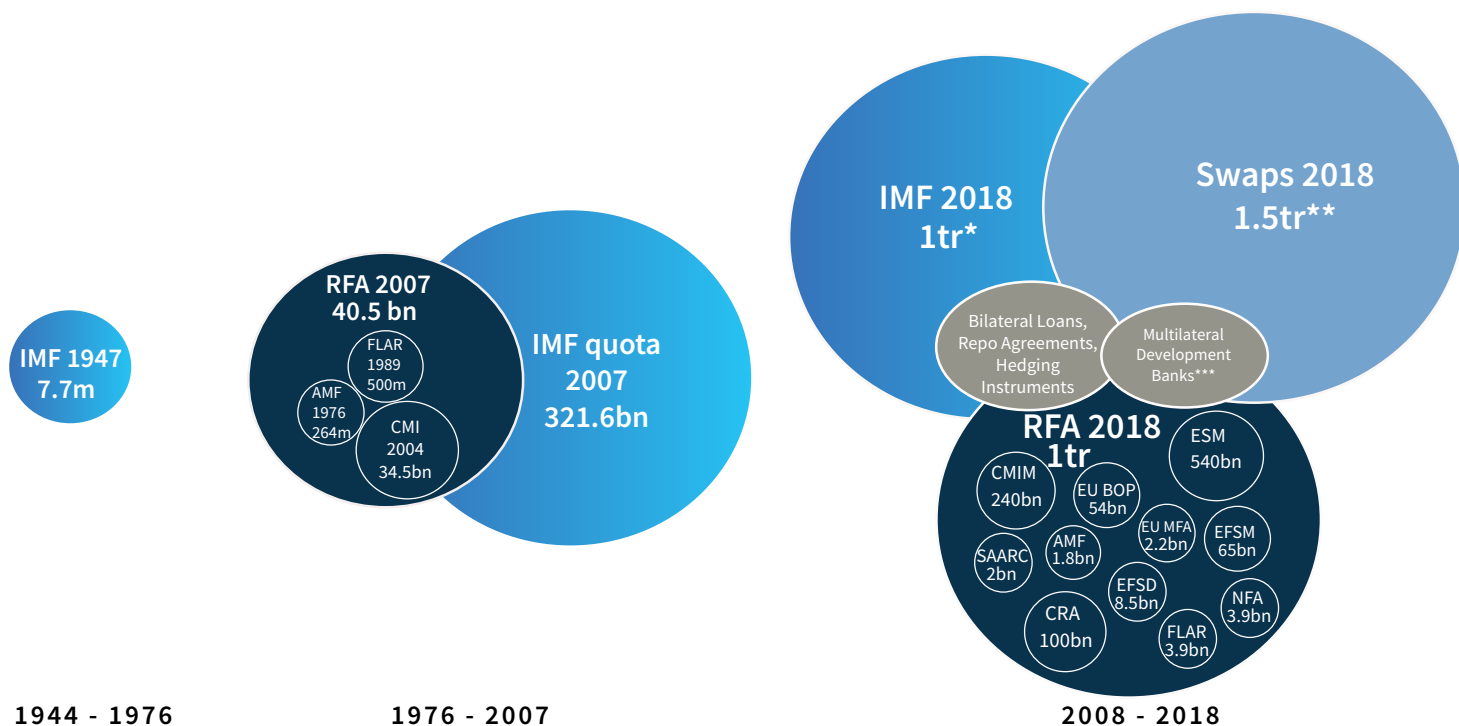 IMF 1947
7.7m
RFA 2007
40.5 bn
FLAR
1989
500m
AMF
1976
264m
CMI
2004
34.5bn
IMF quota
2007
321.6bn
IMF 2018
1tr*
Swaps 2018
1.5tr**
Bilateral Loans,
Repo Agreements,
Hedging
Instruments
Multilateral
Development
Banks***
RFA 2018
1tr
ESM
540bn
CMIM
240bn
EU BOP
54bn
EU MFA
2.2bn
EFSM
65bn
SAARC
2bn
AMF
1.8bn
EFSD
8.5bn
NFA
3.9bn
CRA
100bn
FLAR
3.9bn
1944 - 1976
1976 - 2007
2008 - 2018